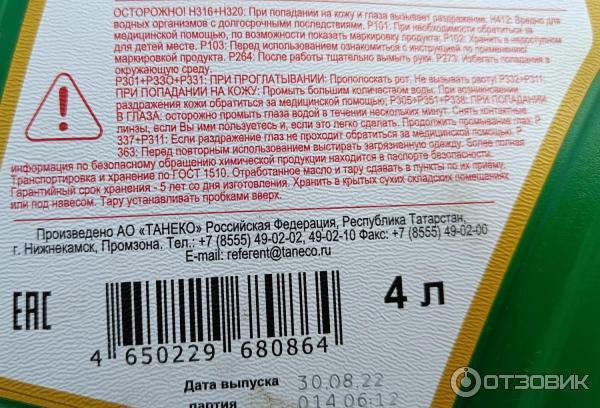 ОСТОРОЖНО! H316+H320: При попадании на кожу и глаза вызывает раздражение. H412: Вредно для
водных организмов с долгосрочными последствиями. P101: При необходимости обратиться за
медицинской помощью, по возможности показать маркировку продукта. P102: Хранить в недоступном
для детей месте. P103: Перед использованием ознакомиться с инструкцией по применению/
маркировкой продукта. P264: После работы тщательно вымыть руки. P273: Избегать попадания в
окружающую среду.
P301+P330+P331: ПРИ ПРОГЛАТЫВАНИИ: Прополоскать рот. Не вызывать рвоту! P332+P311:
ПРИ ПОПАДАНИИ НА КОЖУ: Промыть большим количеством воды. При возникновении
раздражения кожи обратиться за медицинской помощью; P305+P351+P338: ПРИ ПОПАДАНИИ
В ГЛАЗА: осторожно промыть глаза водой в течении нескольких минут. Снять контактные
линзы, если Вы ими пользуетесь и, если это легко сделать. Продолжить промывание глаз; P
337+P311: Если раздражение глаз не проходит обратиться за медицинской помощью. P
363: Перед повторным использованием выстирать загрязненную одежду. Более полная
информация по безопасному обращению химической продукции находится в паспорте безопасности.
Транспортировка и хранение по ГОСТ 1510. Отработанное масло и тару сдавать в пункты по их приёму.
Гарантийный срок хранения - 5 лет со дня изготовления. Хранить в крытых сухих складских помещениях
или под навесом. Тару устанавливать пробками вверх.
Произведено АО «ТАНЕКО» Российская Федерация, Республика Татарстан,
г. Нижнекамск, Промзона. Тел.: +7 (8555) 49-02-02, 49-02-10 Факс: +7 (8555) 49-02-00
E-mail: referent@taneco.ru
EAC
4 л
4 650229 680864
Дата выпуска 30.08.22
партия 014 06:12
ОТЗОВИК